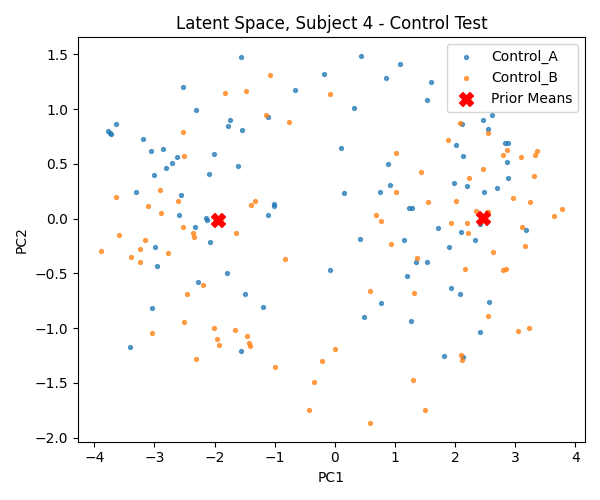 Latent Space, Subject 4 - Control Test
Control_A
Control_B
Prior Means
PC2
1.5
1.0
0.5
0.0
−0.5
−1.0
−1.5
−2.0
−4
−3
−2
−1
0
1
2
3
4
PC1